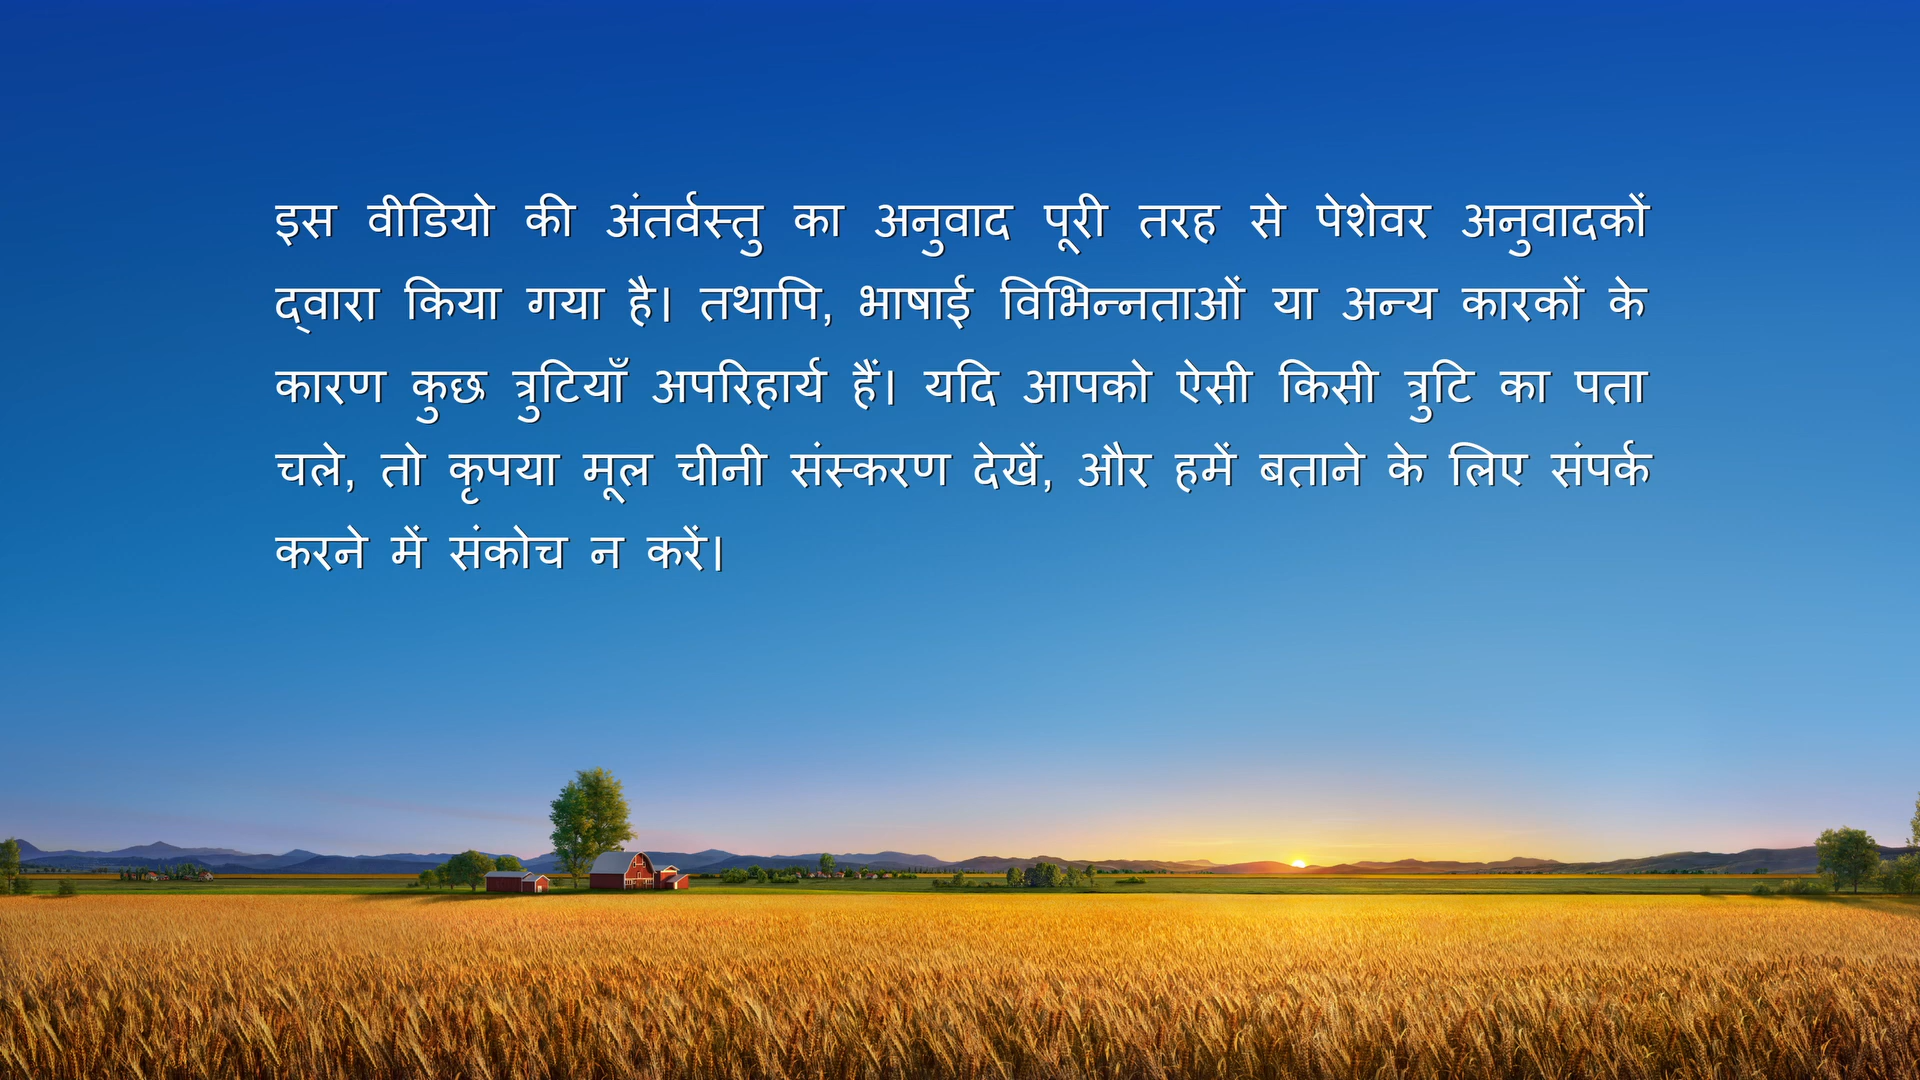 इस वीडियो की अंतर्वस्तु का अनुवाद पूरी तरह से पेशेवर अनुवादकों
द्वारा किया गया है। तथापि, भाषाई विभिन्नताओं या अन्य कारकों के
कारण कुछ त्रुटियाँ अपरिहार्य हैं। यदि आपको ऐसी किसी त्रुटि का पता
चले, तो कृपया मूल चीनी संस्करण देखें, और हमें बताने के लिए संपर्क
करने में संकोच न करें।